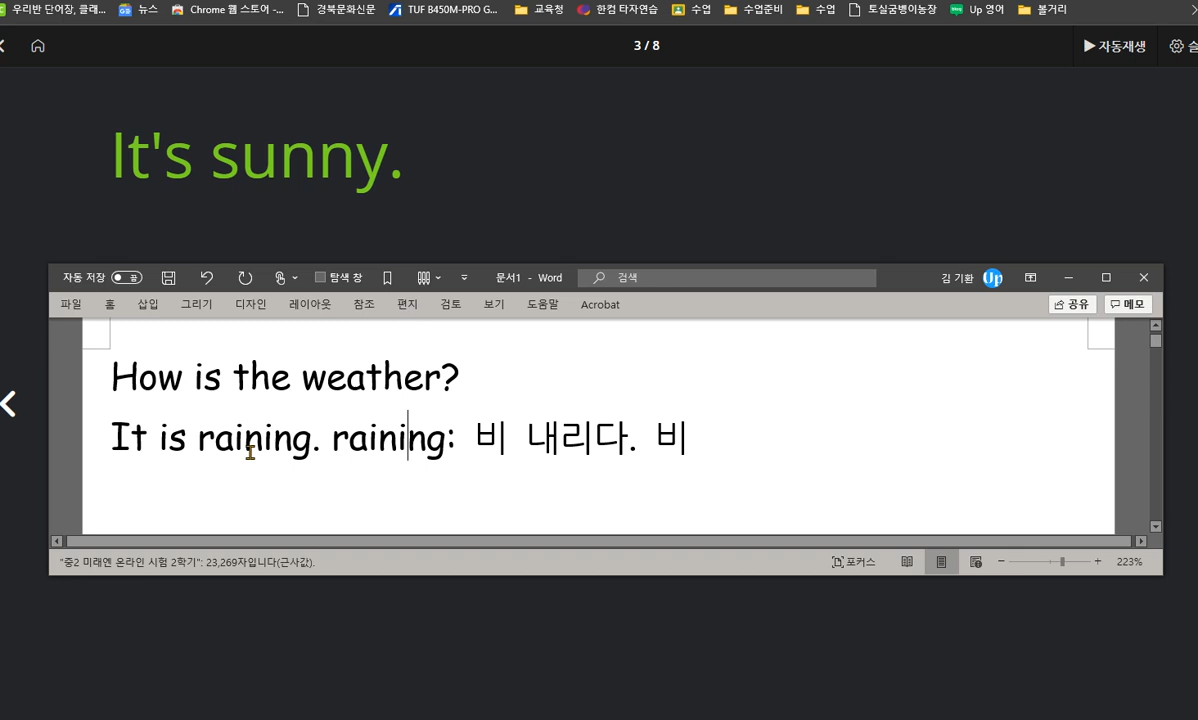 우리반 단어장, 클래... 뉴스 Chrome 웹 스토어 -... 경북문화신문 TUF B450M-PRO G... 교육청 한컴 타자연습 수업 수업준비 수업 토실굼벵이농장 Up 영어 볼거리
3 / 8 자동재생 슬
It's sunny.
자동 저장 끔 탐색 창 문서1 - Word 검색 김 기환 Up
파일 홈 삽입 그리기 디자인 레이아웃 참조 편지 검토 보기 도움말 Acrobat 공유 메모
How is the weather?
It is raining. raining: 비 내리다. 비
"중2 미래엔 온라인 시험 2학기": 23,269자입니다(근사값). 포커스 223%